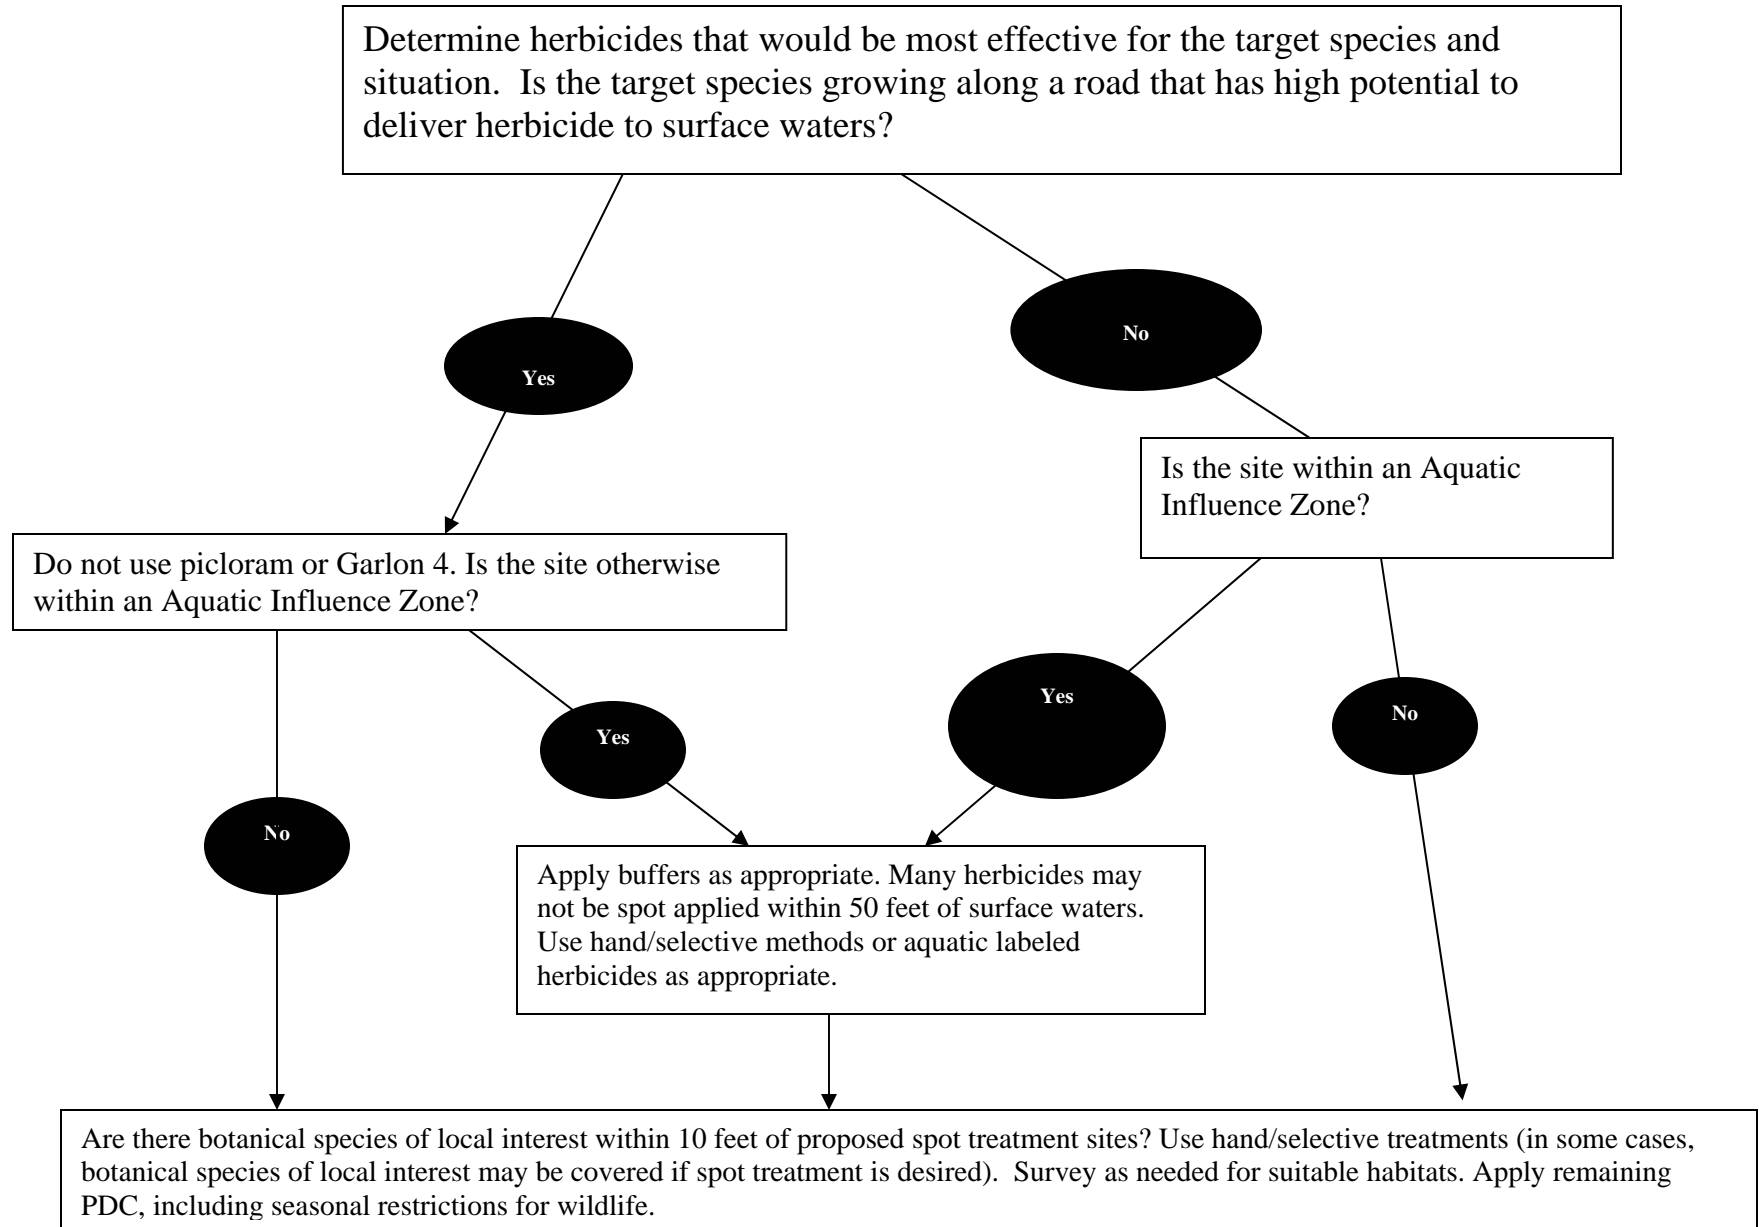 Determine herbicides that would be most effective for the target species and
situation.  Is the target species growing along a road that has high potential to
deliver herbicide to surface waters?
No
Yes
Is the site within an Aquatic
Influence Zone?
Do not use picloram or Garlon 4. Is the site otherwise
within an Aquatic Influence Zone?
Yes
No
Yes
No
Apply buffers as appropriate. Many herbicides may
not be spot applied within 50 feet of surface waters.
Use hand/selective methods or aquatic labeled
herbicides as appropriate.
Are there botanical species of local interest within 10 feet of proposed spot treatment sites? Use hand/selective treatments (in some cases,
botanical species of local interest may be covered if spot treatment is desired).  Survey as needed for suitable habitats. Apply remaining
PDC, including seasonal restrictions for wildlife.